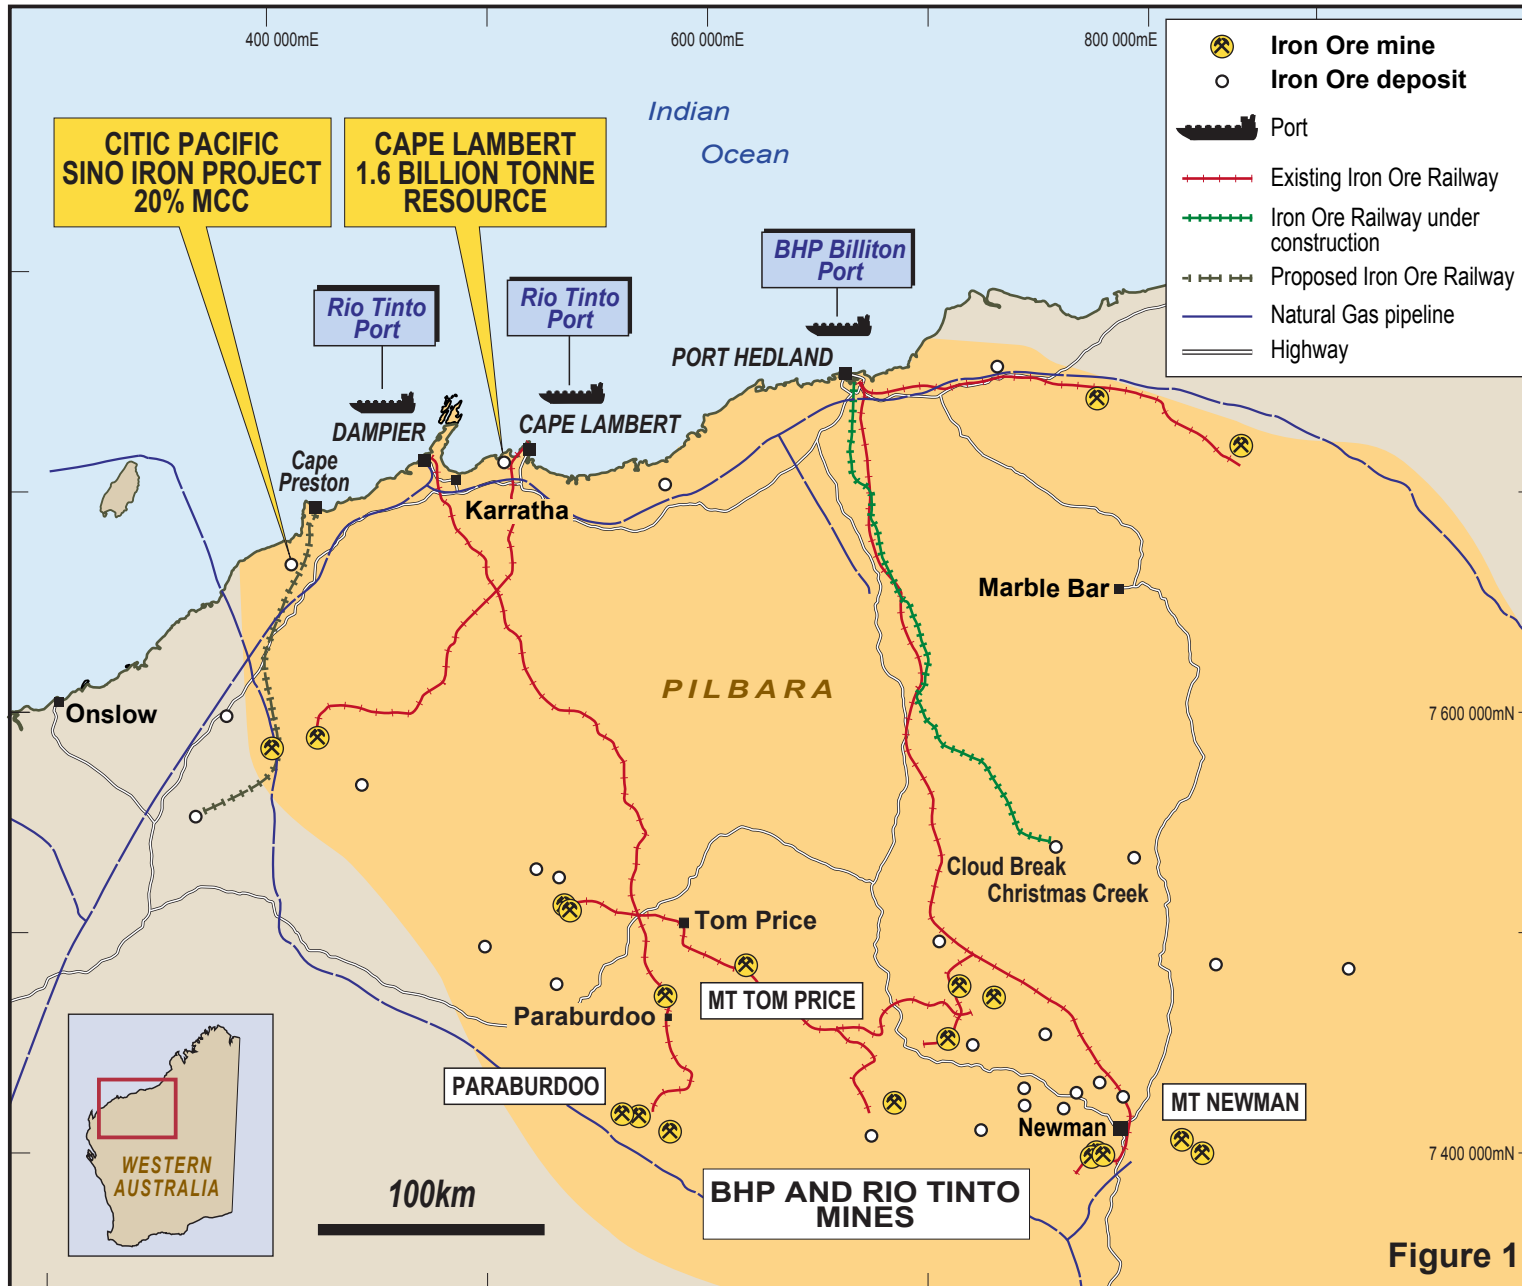 400 000mE
600 000mE
800 000mE
Iron Ore mine
Iron Ore deposit
Port
Existing Iron Ore Railway
Iron Ore Railway under
construction
Proposed Iron Ore Railway
Natural Gas pipeline
Highway
Indian
Ocean
CITIC PACIFIC
SINO IRON PROJECT
20% MCC
CAPE LAMBERT
1.6 BILLION TONNE
RESOURCE
BHP Billiton
Port
Rio Tinto
Port
Rio Tinto
Port
PORT HEDLAND
DAMPIER
CAPE LAMBERT
Cape
Preston
Karratha
Marble Bar
PILBARA
Onslow
7 600 000mN
Cloud Break
Christmas Creek
Tom Price
MT TOM PRICE
Paraburdoo
PARABURDOO
MT NEWMAN
Newman
7 400 000mN
WESTERN
AUSTRALIA
100km
BHP AND RIO TINTO
MINES
Figure 1